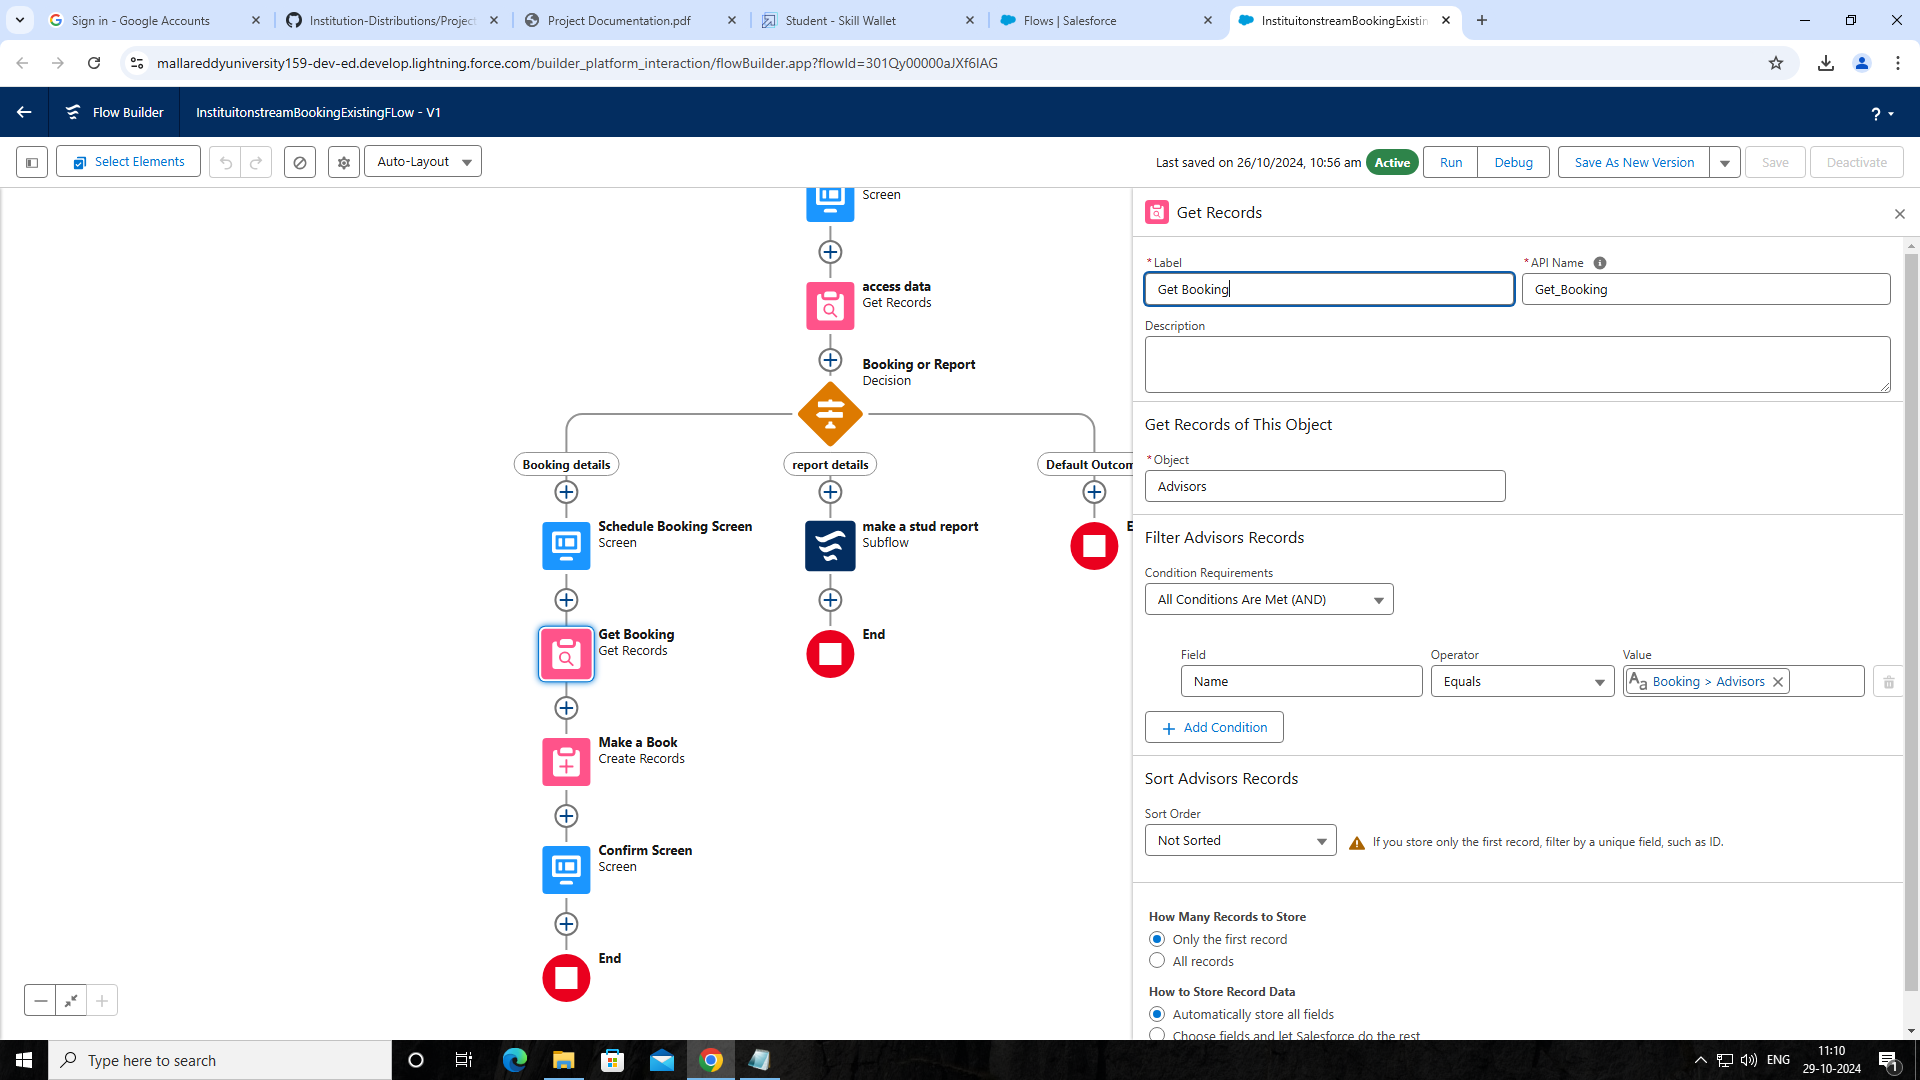 Sign in - Google Accounts
Institution-Distributions/Project
Project Documentation.pdf
Student - Skill Wallet
Flows | Salesforce
InstituitonstreamBookingExistin
mallareddyuniversity159-dev-ed.develop.lightning.force.com/builder_platform_interaction/flowBuilder.app?flowId=301Qy00000aJXf6IAG
Flow Builder
InstituitonstreamBookingExistingFLow - V1
?
Select Elements
Auto-Layout
Last saved on 26/10/2024, 10:56 am
Active
Run
Debug
Save As New Version
Save
Deactivate
Screen
access data
Get Records
Booking or Report
Decision
Booking details
report details
Default Outcom
Schedule Booking Screen
Screen
make a stud report
Subflow
E
Get Booking
Get Records
End
Make a Book
Create Records
Confirm Screen
Screen
End
Get Records
*Label
Get Booking
*API Name
Get_Booking
Description
Get Records of This Object
*Object
Advisors
Filter Advisors Records
Condition Requirements
All Conditions Are Met (AND)
Field
Operator
Value
Name
Equals
Aa Booking > Advisors
Add Condition
Sort Advisors Records
Sort Order
Not Sorted
If you store only the first record, filter by a unique field, such as ID.
How Many Records to Store
Only the first record
All records
How to Store Record Data
Automatically store all fields
Choose fields and let Salesforce do the rest
Type here to search
ENG
11:10
29-10-2024
1